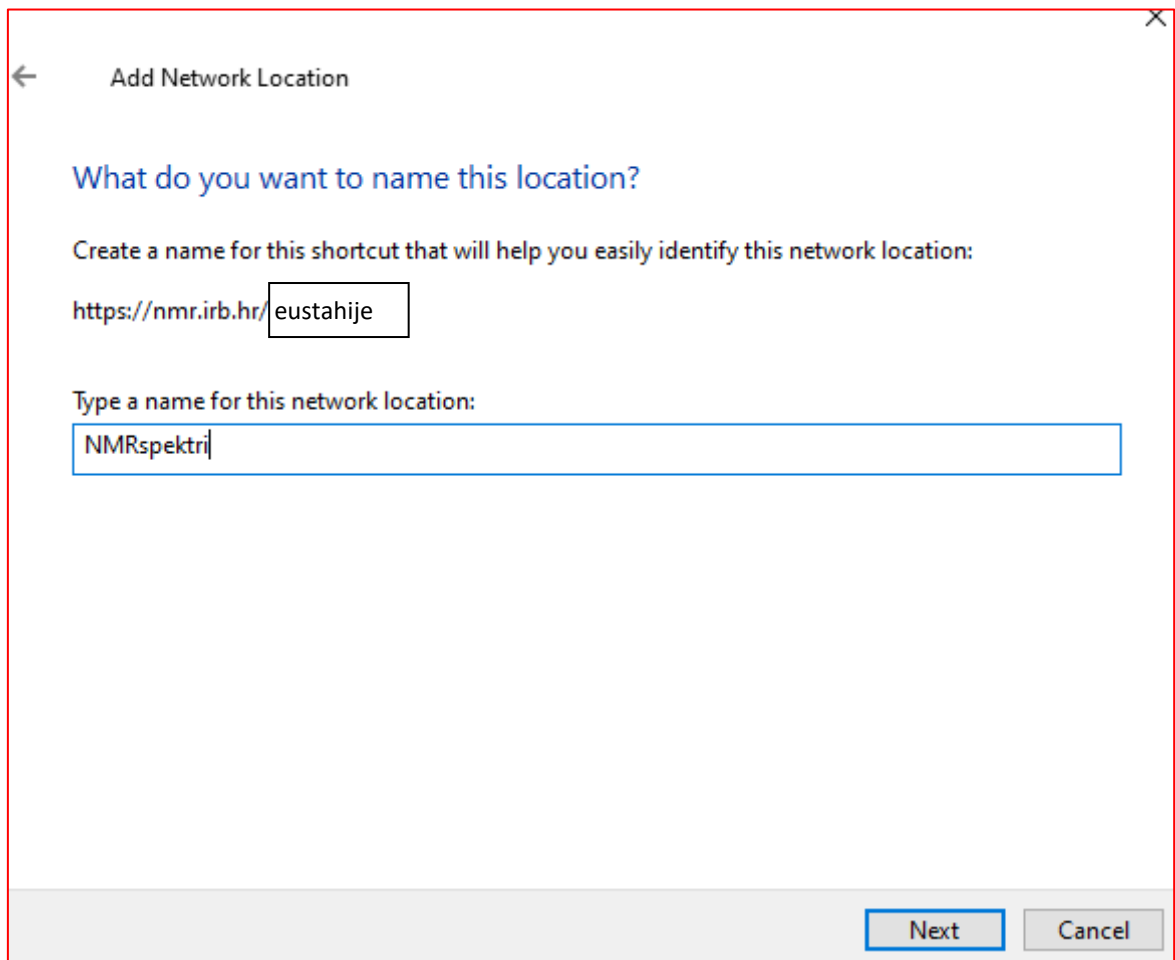 Add Network Location
What do you want to name this location?
Create a name for this shortcut that will help you easily identify this network location:
https://nmr.irb.hr/eustahije
Type a name for this network location:
NMRspektri
Next Cancel